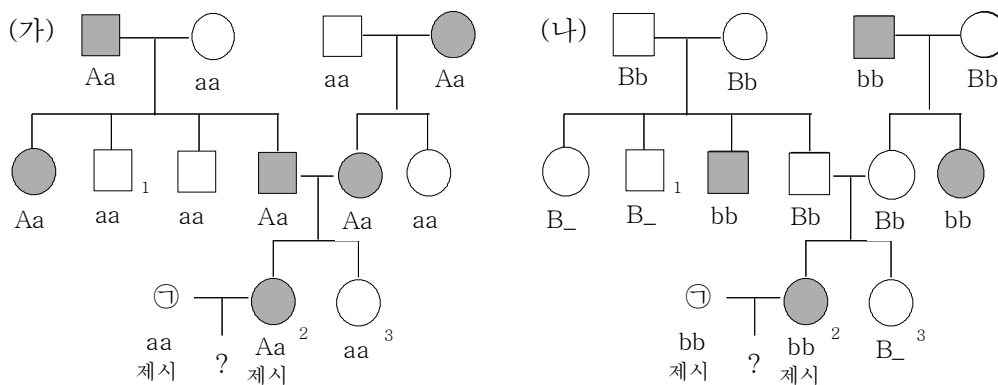 (가)
Aa aa aa Aa
1
Aa aa aa Aa Aa aa
㉠
2 3
aa ? Aa aa
제시 제시
(나)
Bb Bb bb Bb
1
B_ B_ bb Bb Bb bb
㉠
2 3
bb ? bb B_
제시 제시